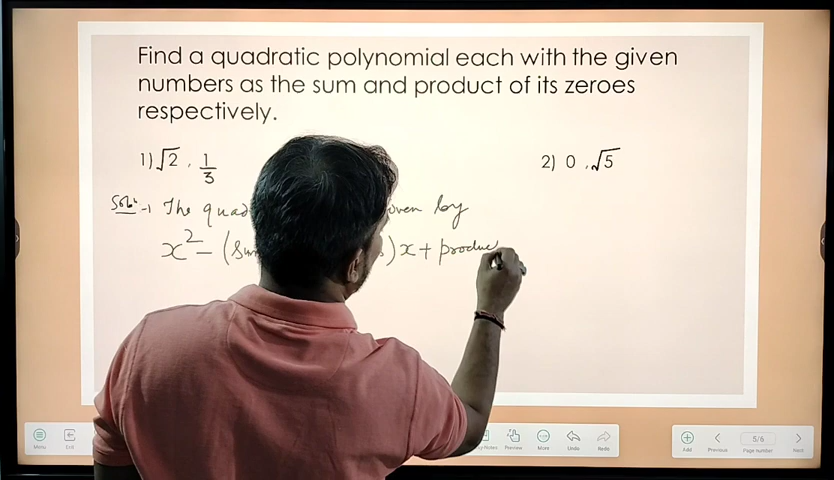 Find a quadratic polynomial each with the given
numbers as the sum and product of its zeroes
respectively.
1) √2 , 1/3
2) 0 , √5
Soln -) The quad ven by
x² - ( )x + produc
Menu
Exit
Preview
More
Undo
Redo
Add
Previous
5/6
Page number
Next